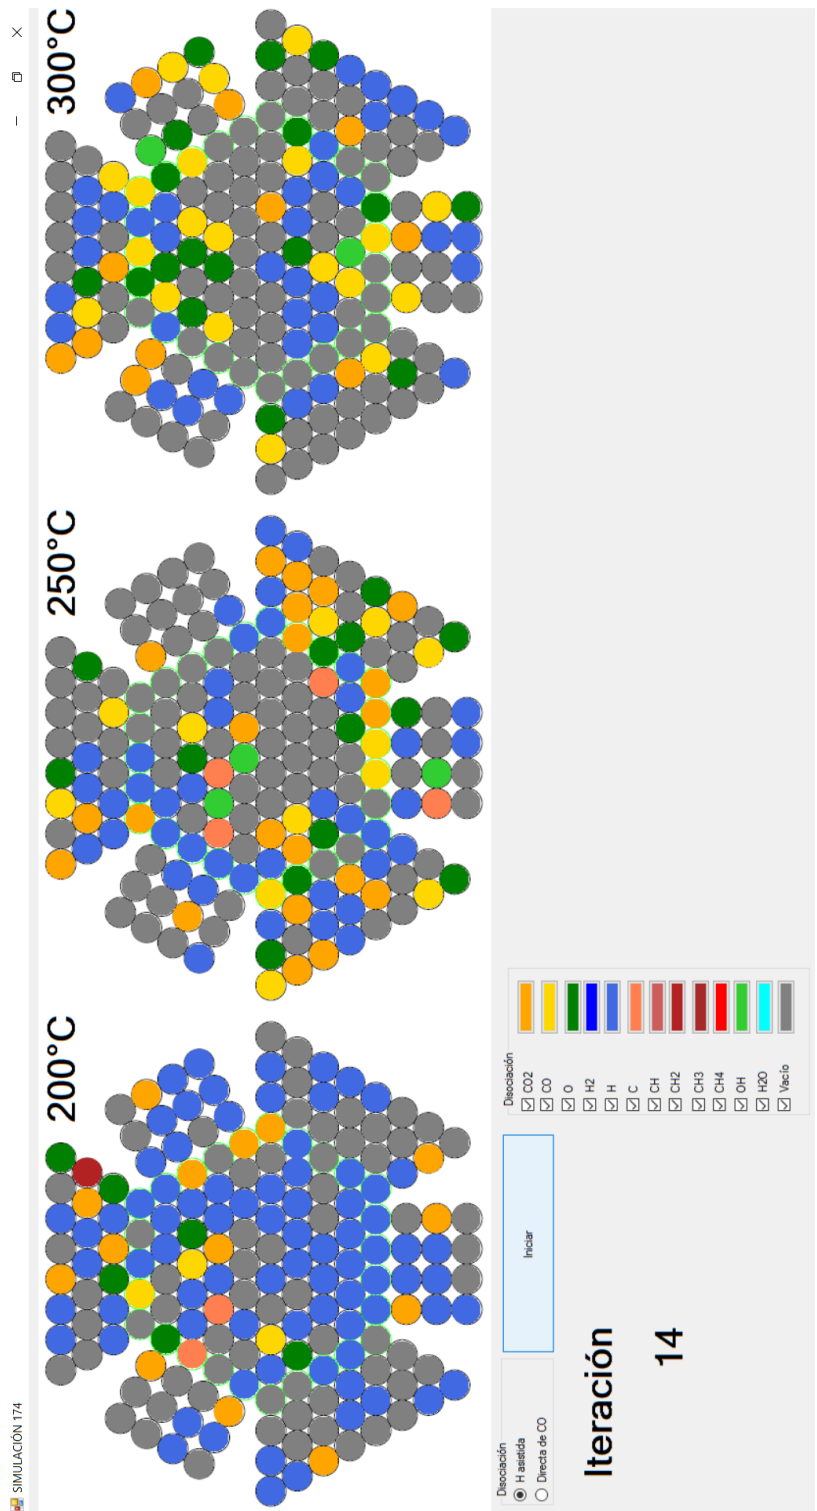 SIMULACIÓN 174
200°C
250°C
300°C
Disociación
H asistida
Directa de CO
Iniciar
Disociación
CO2
CO
O
H2
H
C
CH
CH2
CH3
CH4
OH
H2O
Vacío
Iteración
14